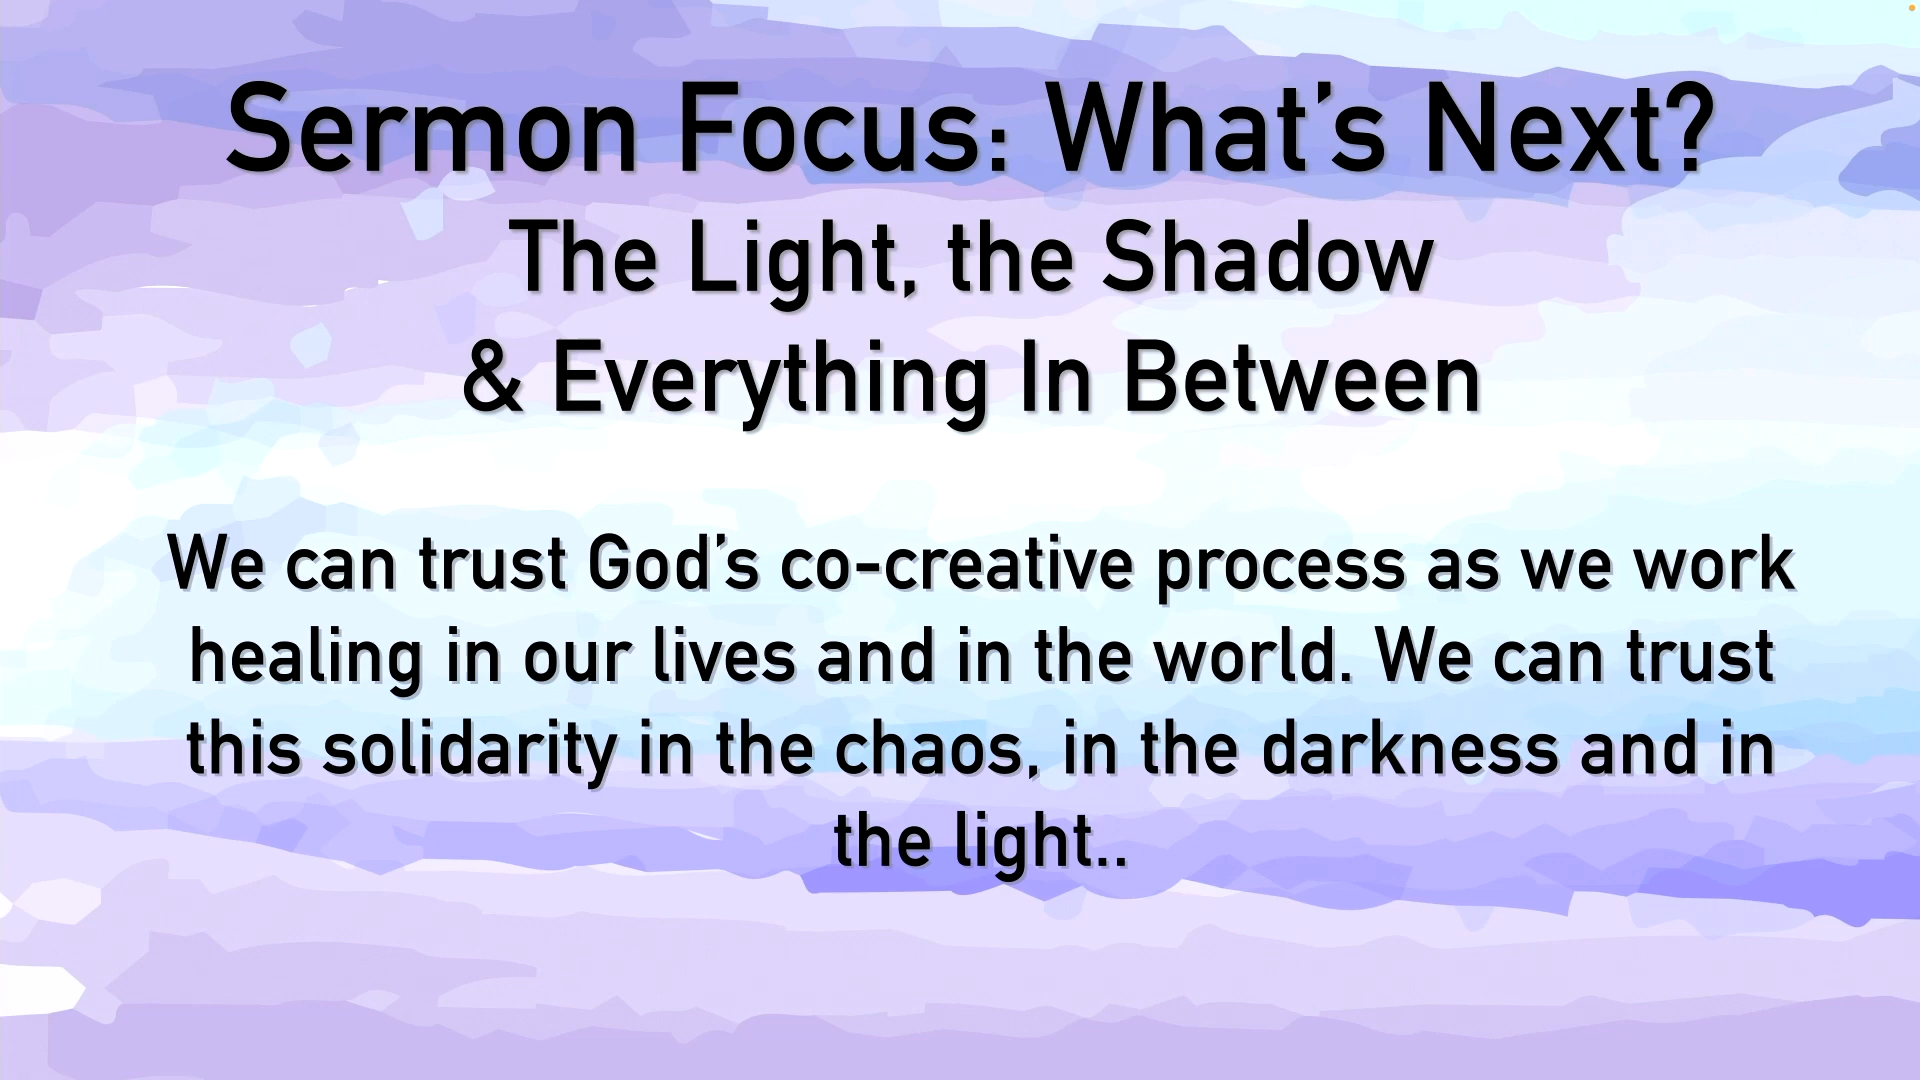 Sermon Focus: What’s Next?
The Light, the Shadow
& Everything In Between
We can trust God’s co-creative process as we work
healing in our lives and in the world. We can trust
this solidarity in the chaos, in the darkness and in
the light..